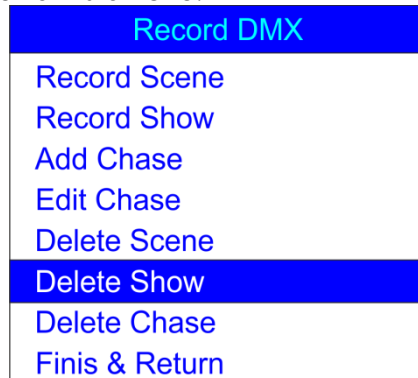 Record DMX
Record Scene
Record Show
Add Chase
Edit Chase
Delete Scene
Delete Show
Delete Chase
Finis & Return